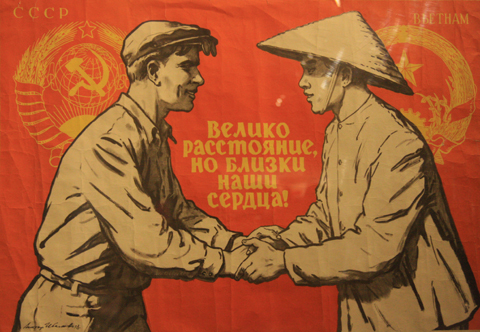 СССР
ВЬЕТНАМ
Велико
расстояние,
но близки
наши
сердца!